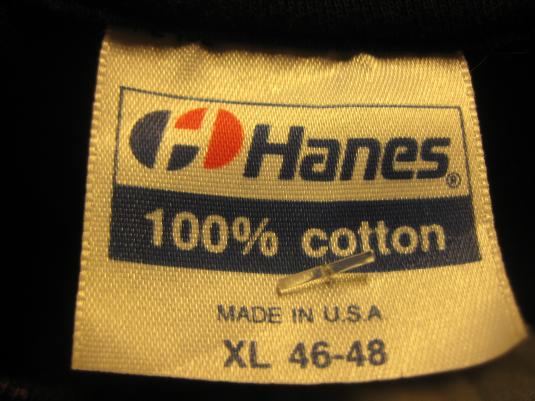 Hanes®
100% cotton
MADE IN U.S.A
XL 46-48